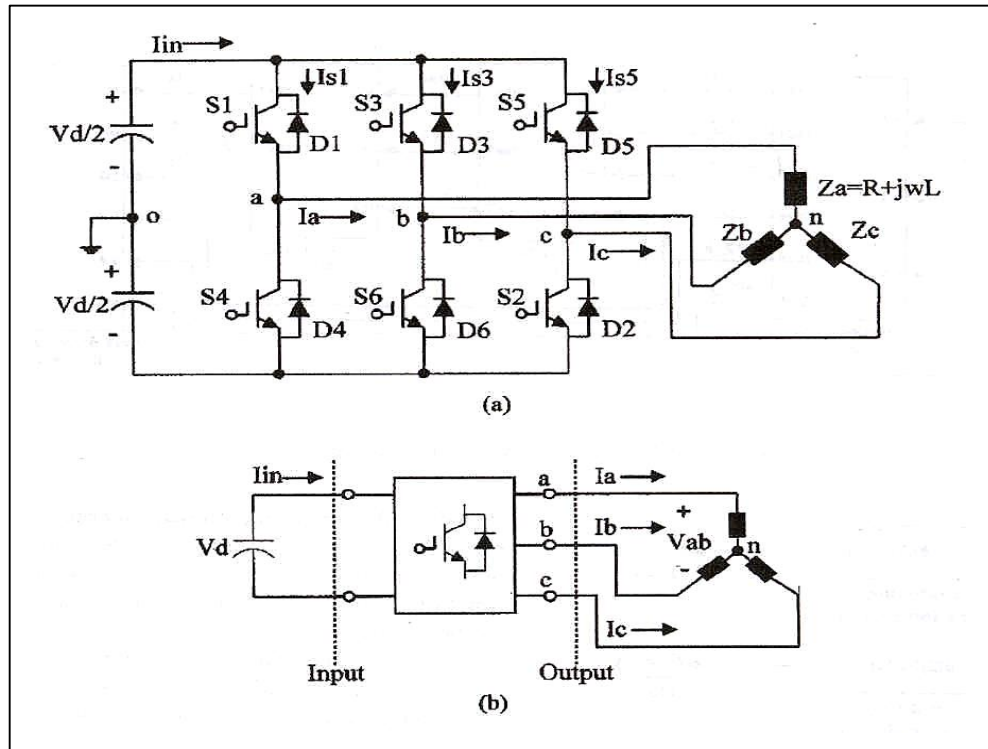 Iin
Is1 Is3 Is5
+
S1 S3 S5
Vd/2
D1 D3 D5
-
Za=R+jwL
a
o Ia b n
Ib c Zb Zc
+
Ic
Vd/2 S4 S6 S2
- D4 D6 D2
(a)
Iin a Ia
+
b Ib
Vd Vab n
-
c
Ic
Input Output
(b)